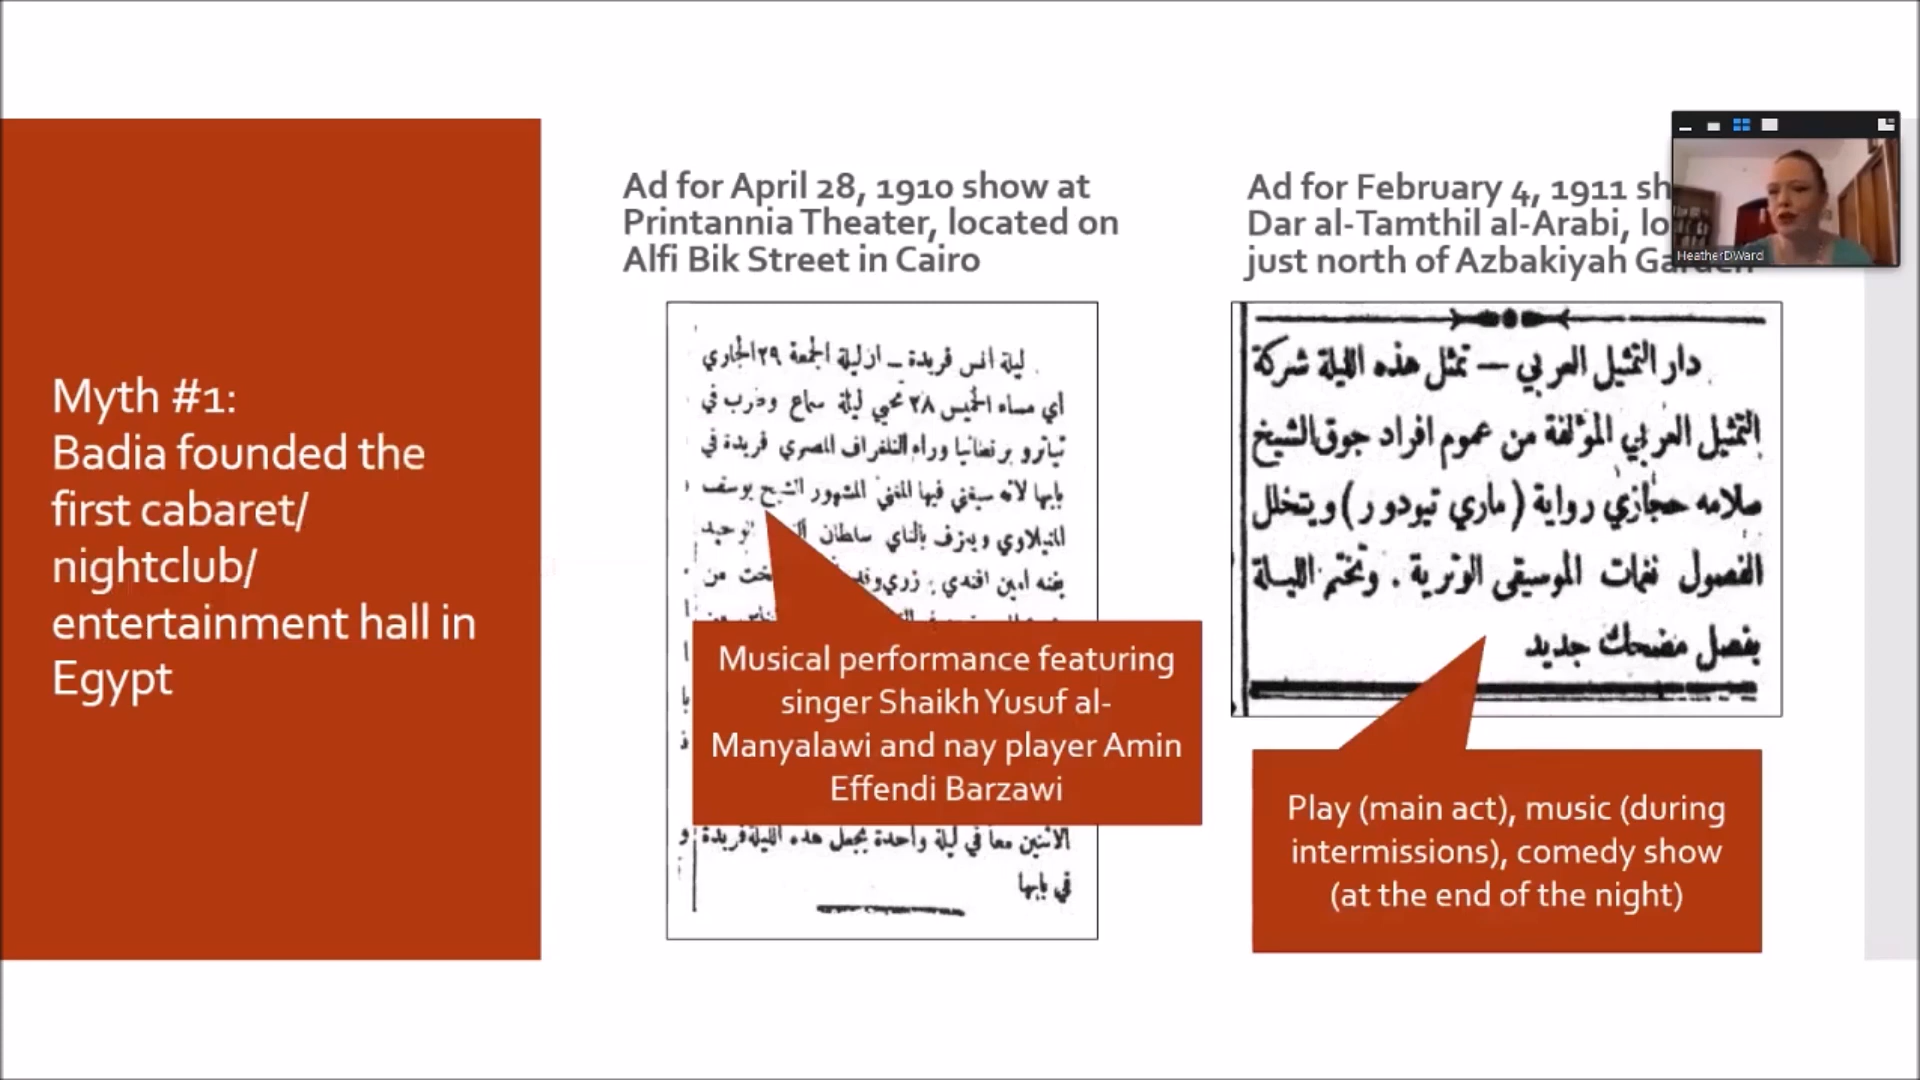 Myth #1:
Badia founded the
first cabaret/
nightclub/
entertainment hall in
Egypt
Ad for April 28, 1910 show at
Printannia Theater, located on
Alfi Bik Street in Cairo
ليلة انس فريدة – ان ليلة الجمعة ٢٩ الجاري
أي مساء الخميس ٢٨ تحيي ليلة سماع وطرب في
تياترو برنطانيا وراء التلغراف المصري فريدة في
بابها لانه سيغني فيها المغني المشهور الشيخ يوسف
المنيلاوي ويعزف بالناي سلطان
امين افندي
Musical performance featuring
singer Shaikh Yusuf al-
Manyalawi and nay player Amin
Effendi Barzawi
الاثنين معاً في ليلة واحدة يجعل هذه الليلة فريدة
في بابها
Ad for February 4, 1911 sh
Dar al-Tamthil al-Arabi, lo
just north of Azbakiyah Garden
HeatherDWard
دار التمثيل العربي — تمثل هذه الليلة شركة
التمثيل العربي المؤلفة من عموم افراد جوق الشيخ
سلامه حجازي رواية (ماري تيودور) ويتخلل
الفصول نغمات الموسيقى الوترية . وتختم الليلة
بفصل مضحك جديد
Play (main act), music (during
intermissions), comedy show
(at the end of the night)